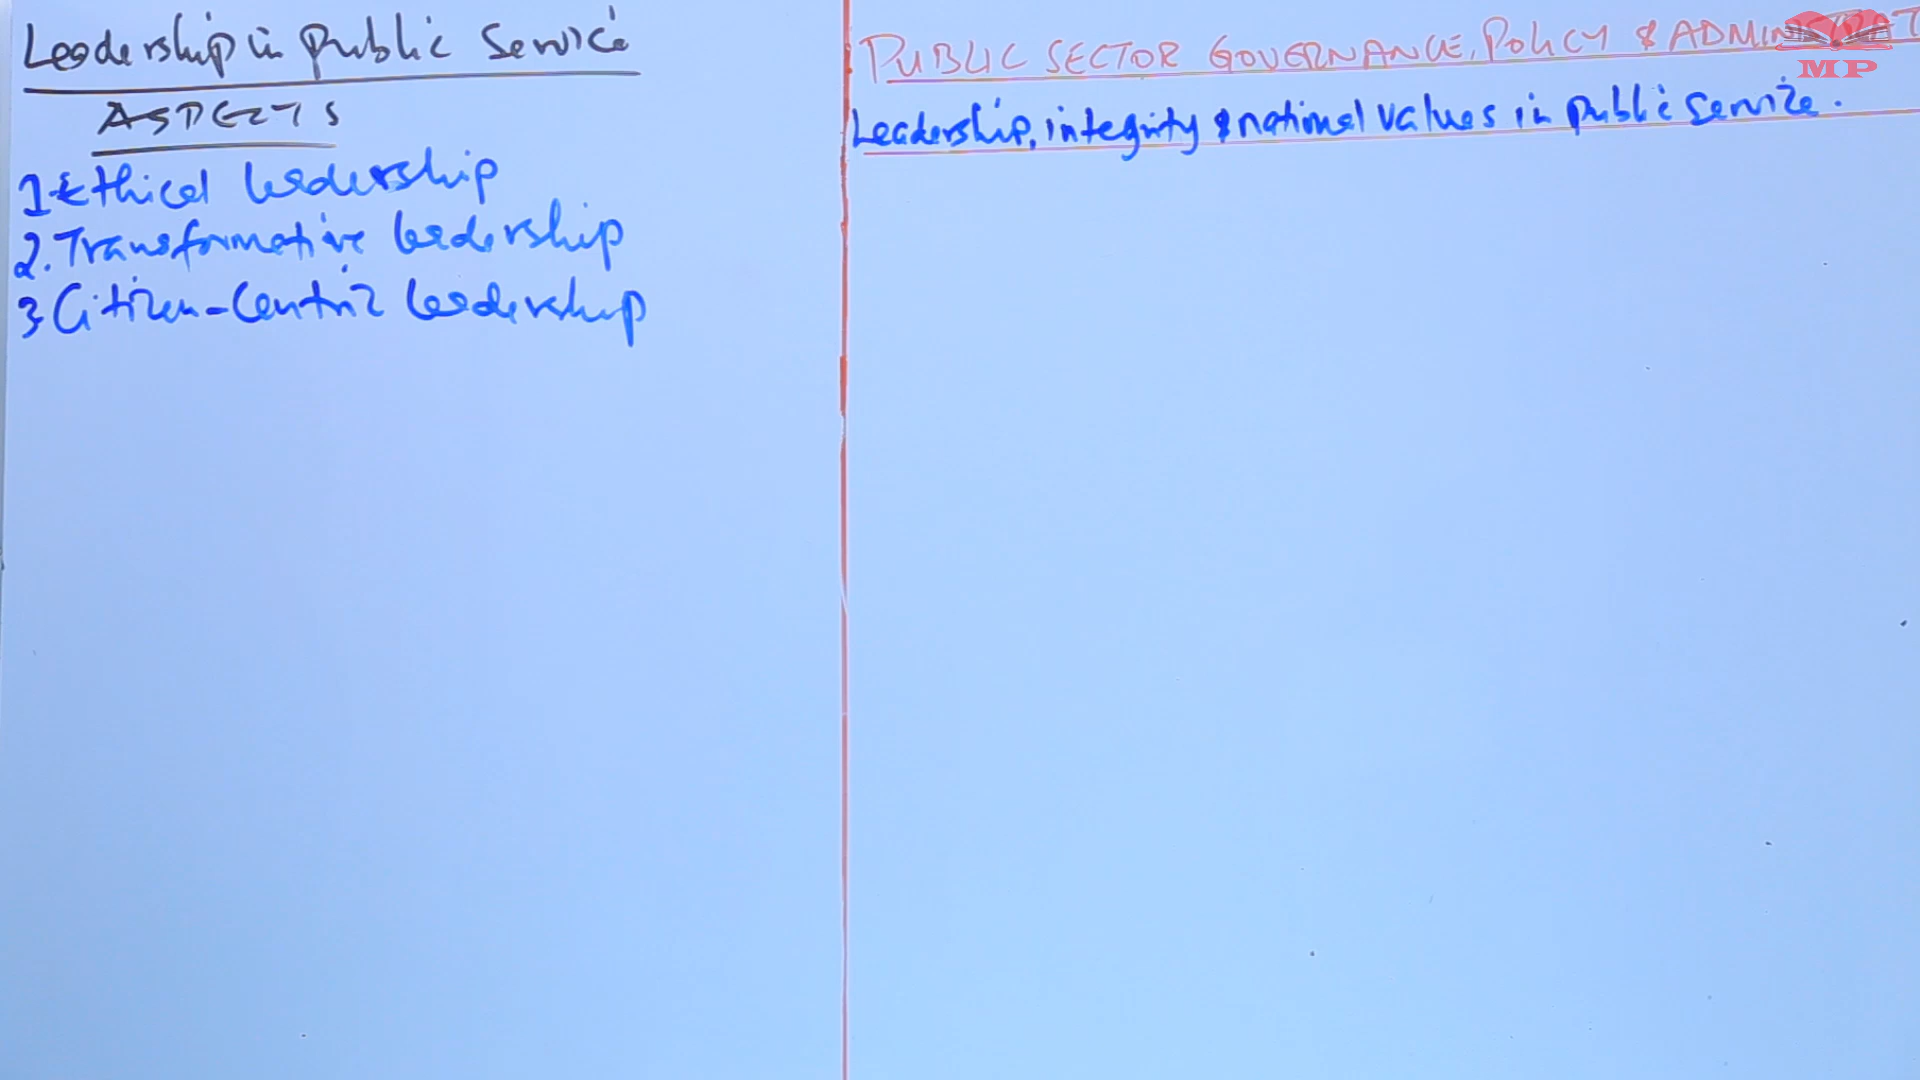 Leadership in public service
ASPECTS
1. Ethical leadership
2. Transformative leadership
3. Citizen-Centric leadership
PUBLIC SECTOR GOVERNANCE, POLICY & ADMINISTRAT
MP
Leadership, integrity & national values in public service.